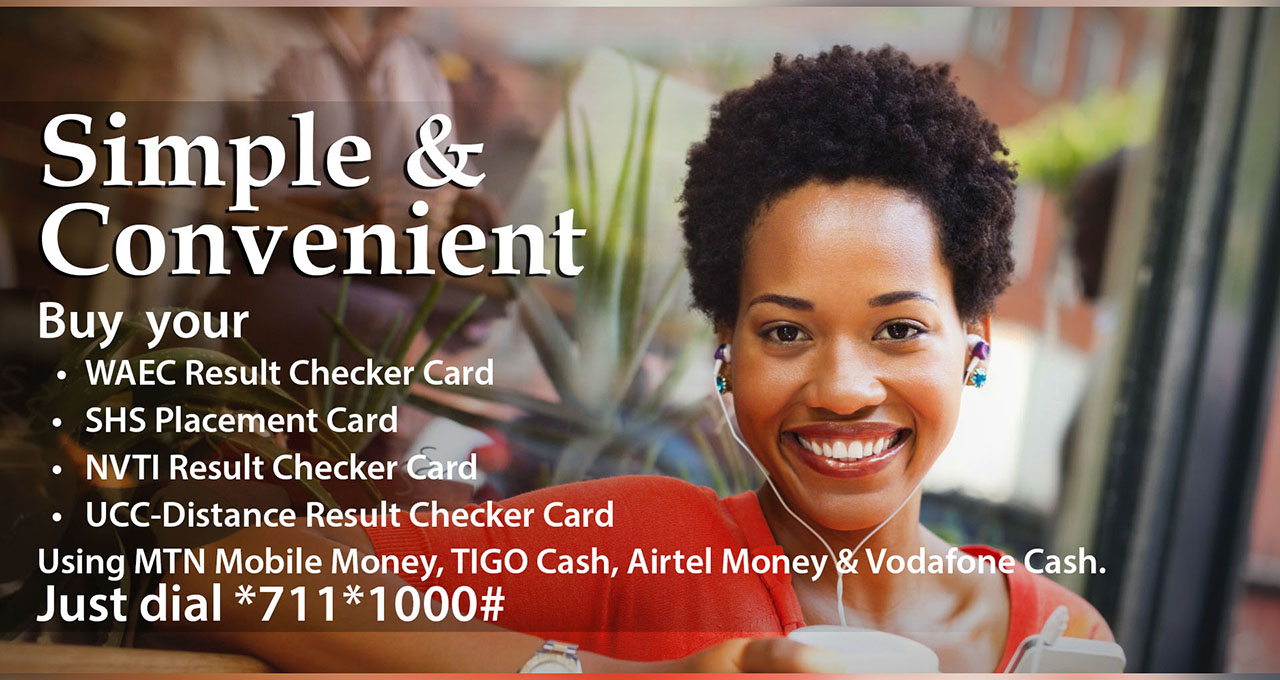 Simple &
Convenient
Buy your
• WAEC Result Checker Card
• SHS Placement Card
• NVTI Result Checker Card
• UCC-Distance Result Checker Card
Using MTN Mobile Money, TIGO Cash, Airtel Money & Vodafone Cash.
Just dial *711*1000#